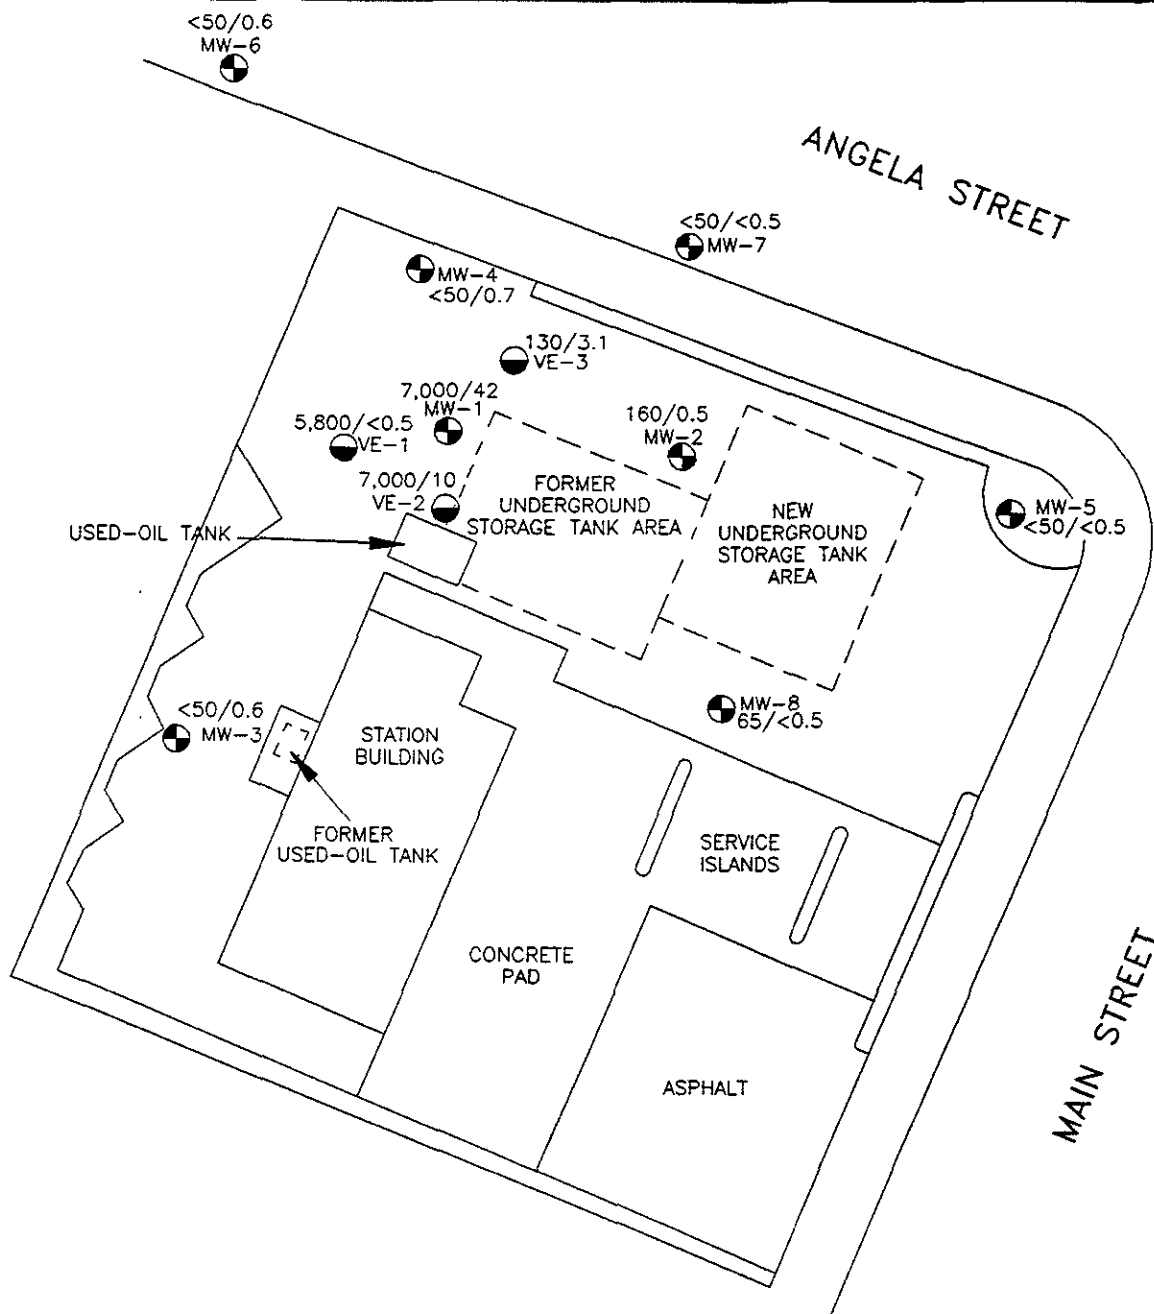 <50/0.6
MW-6
ANGELA STREET
<50/<0.5
MW-7
MW-4
<50/0.7
130/3.1
VE-3
7,000/42
MW-1
5,800/<0.5
VE-1
160/0.5
MW-2
7,000/10
VE-2
FORMER
UNDERGROUND
STORAGE TANK AREA
NEW
UNDERGROUND
STORAGE TANK
AREA
MW-5
<50/<0.5
USED-OIL TANK
<50/0.6
MW-3
MW-8
65/<0.5
STATION
BUILDING
FORMER
USED-OIL TANK
SERVICE
ISLANDS
CONCRETE
PAD
ASPHALT
MAIN STREET